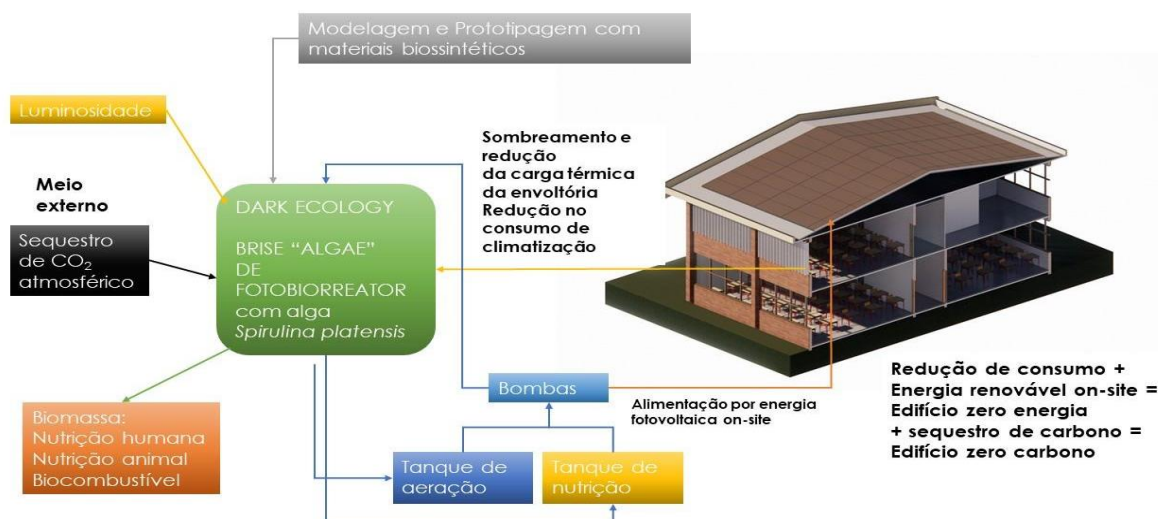 Modelagem e Prototipagem com
materiais biossintéticos
Luminosidade
Meio
externo
Sequestro
de CO₂
atmosférico
DARK ECOLOGY
BRISE “ALGAE”
DE
FOTOBIORREATOR
com alga
Spirulina platensis
Sombreamento e
redução
da carga térmica
da envoltória
Redução no
consumo de
climatização
Biomassa:
Nutrição humana
Nutrição animal
Biocombustível
Bombas
Alimentação por energia
fotovoltaica on-site
Tanque de
aeração
Tanque de
nutrição
Redução de consumo +
Energia renovável on-site =
Edifício zero energia
+ sequestro de carbono =
Edifício zero carbono